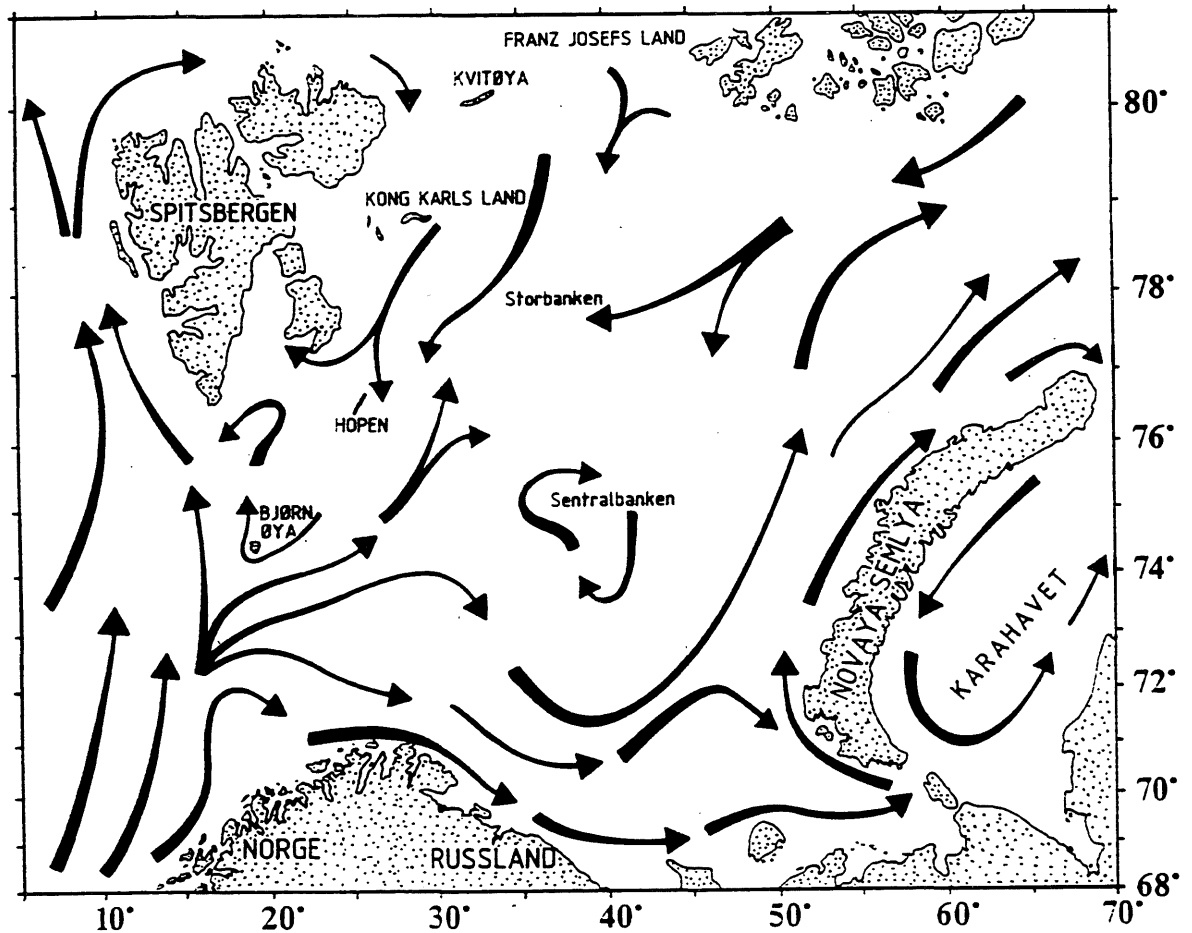 FRANZ JOSEFS LAND
KVITØYA
80°
KONG KARLS LAND
SPITSBERGEN
Storbanken
78°
HOPEN
76°
Sentralbanken
BJØRN
ØYA
74°
NOVAYA SEMLYA
KARAHAVET
72°
70°
NORGE
RUSSLAND
68°
10°
20°
30°
40°
50°
60°
70°